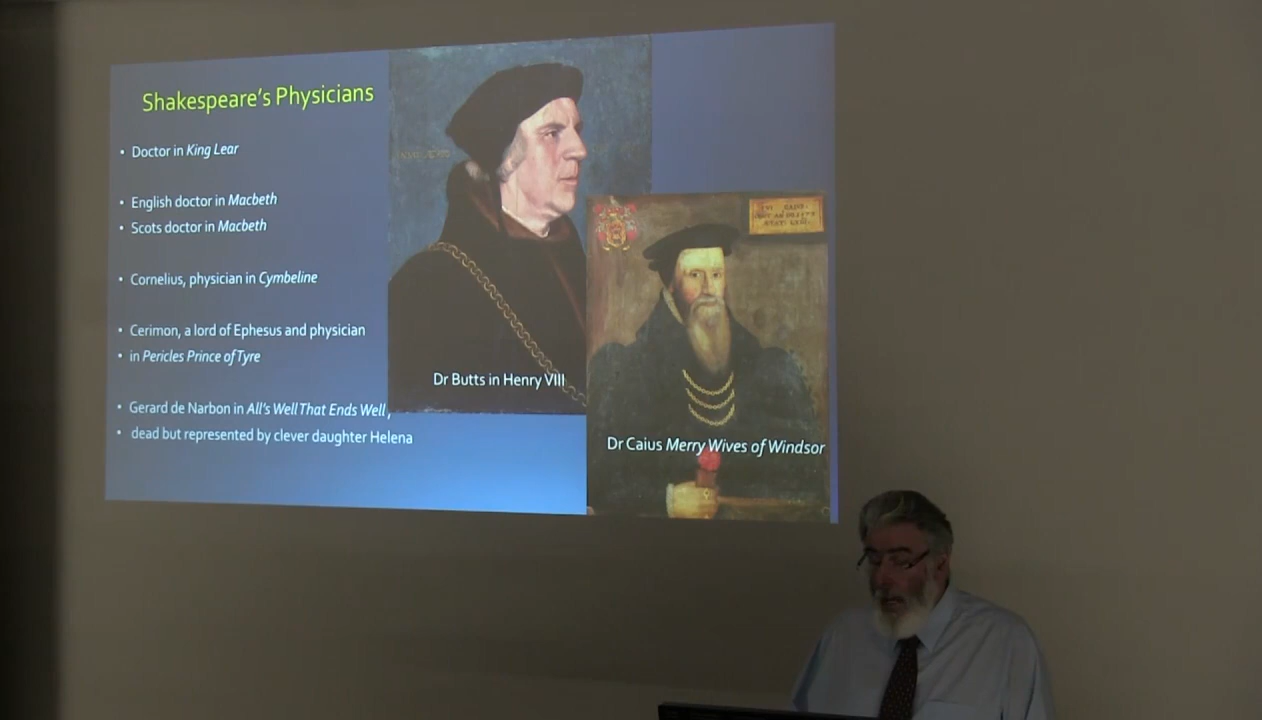 Shakespeare's Physicians
• Doctor in King Lear
• English doctor in Macbeth
• Scots doctor in Macbeth
• Cornelius, physician in Cymbeline
• Cerimon, a lord of Ephesus and physician
• in Pericles Prince of Tyre
• Gerard de Narbon in All's Well That Ends Well,
• dead but represented by clever daughter Helena
Dr Butts in Henry VIII
Dr Caius Merry Wives of Windsor